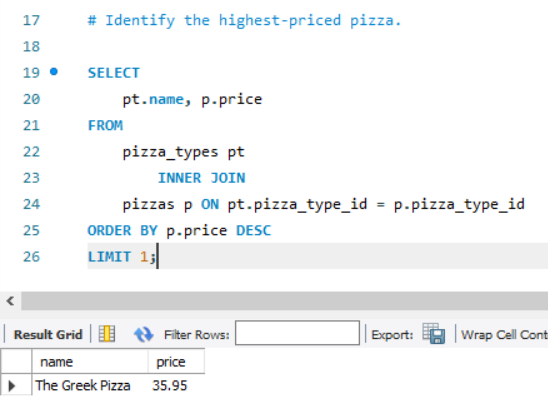 17 # Identify the highest-priced pizza.
18
19 SELECT
20 pt.name, p.price
21 FROM
22 pizza_types pt
23 INNER JOIN
24 pizzas p ON pt.pizza_type_id = p.pizza_type_id
25 ORDER BY p.price DESC
26 LIMIT 1;
Result Grid Filter Rows: Export: Wrap Cell Cont
name price
The Greek Pizza 35.95